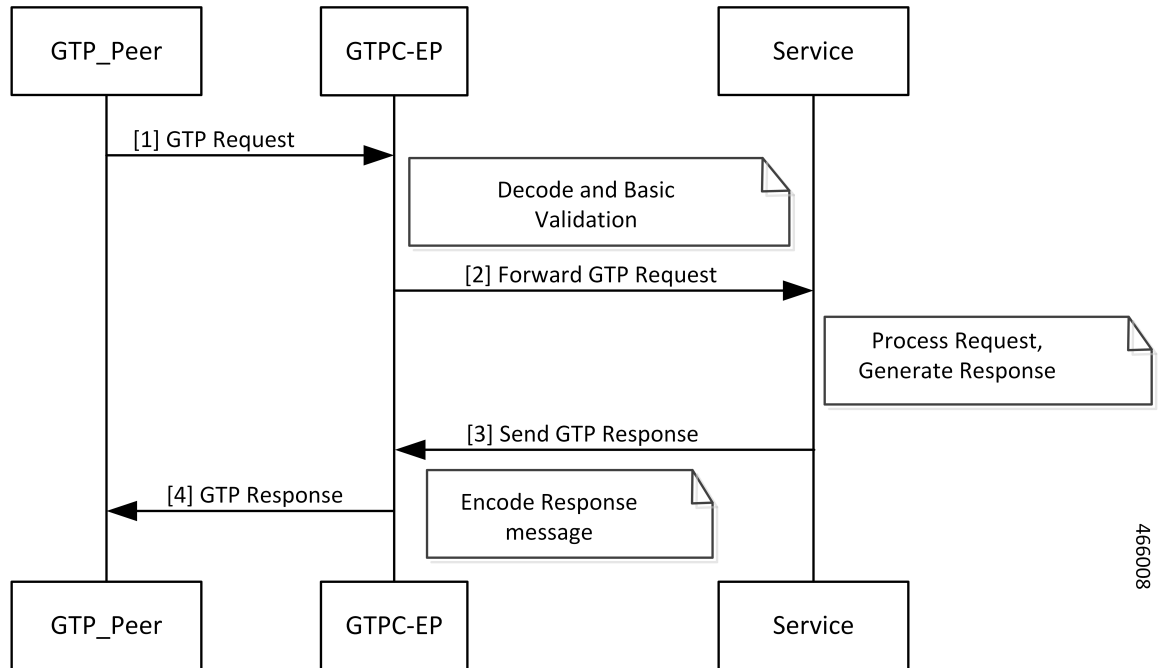 GTP_Peer
GTPC-EP
Service
[1] GTP Request
Decode and Basic
Validation
[2] Forward GTP Request
Process Request,
Generate Response
[3] Send GTP Response
[4] GTP Response
Encode Response
message
466008
GTP_Peer
GTPC-EP
Service